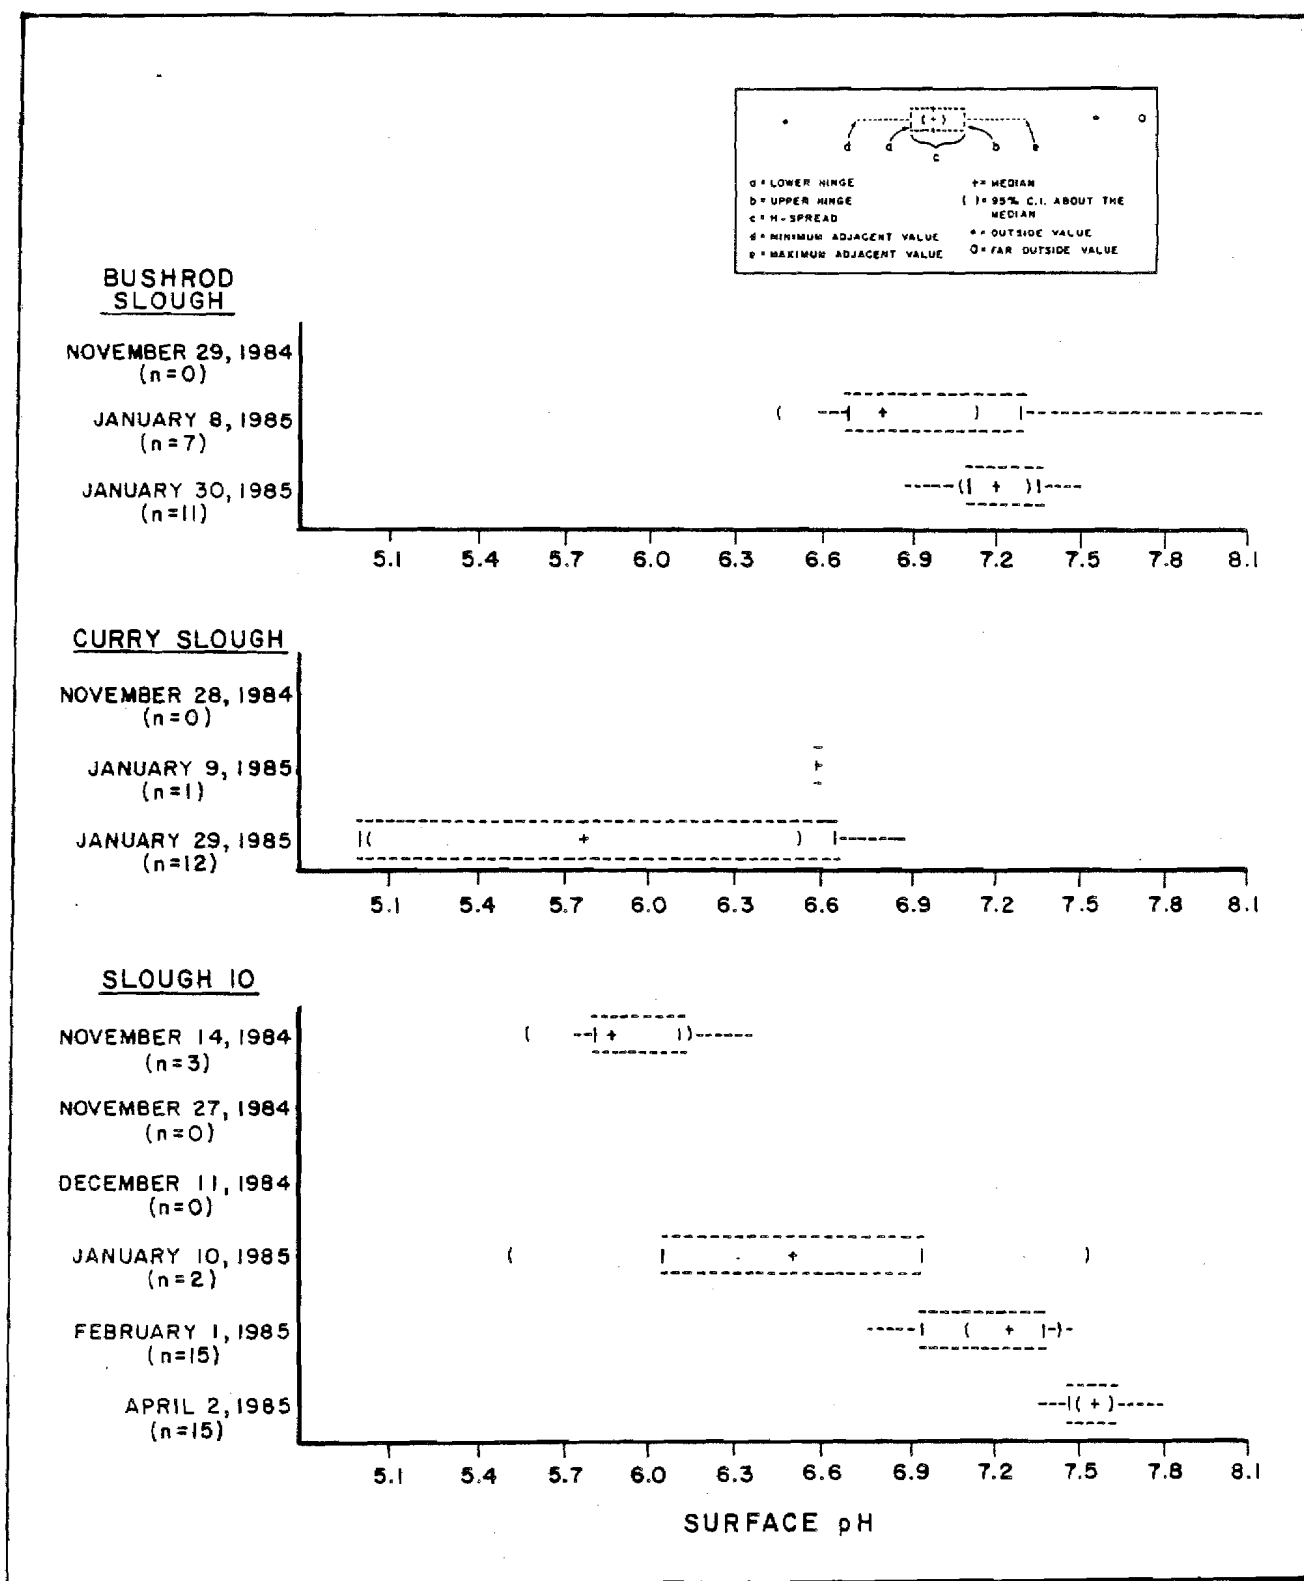 ( + )
d
a
c
b
e
a = LOWER HINGE
b = UPPER HINGE
c = H-SPREAD
d = MINIMUM ADJACENT VALUE
e = MAXIMUM ADJACENT VALUE
+ = MEDIAN
( ) = 95% C.I. ABOUT THE
MEDIAN
* = OUTSIDE VALUE
O = FAR OUTSIDE VALUE
BUSHROD
SLOUGH
NOVEMBER 29, 1984
(n=0)
JANUARY 8, 1985
(n=7)
JANUARY 30, 1985
(n=11)
5.1 5.4 5.7 6.0 6.3 6.6 6.9 7.2 7.5 7.8 8.1
CURRY SLOUGH
NOVEMBER 28, 1984
(n=0)
JANUARY 9, 1985
(n=1)
JANUARY 29, 1985
(n=12)
5.1 5.4 5.7 6.0 6.3 6.6 6.9 7.2 7.5 7.8 8.1
SLOUGH 10
NOVEMBER 14, 1984
(n=3)
NOVEMBER 27, 1984
(n=0)
DECEMBER 11, 1984
(n=0)
JANUARY 10, 1985
(n=2)
FEBRUARY 1, 1985
(n=15)
APRIL 2, 1985
(n=15)
5.1 5.4 5.7 6.0 6.3 6.6 6.9 7.2 7.5 7.8 8.1
SURFACE pH